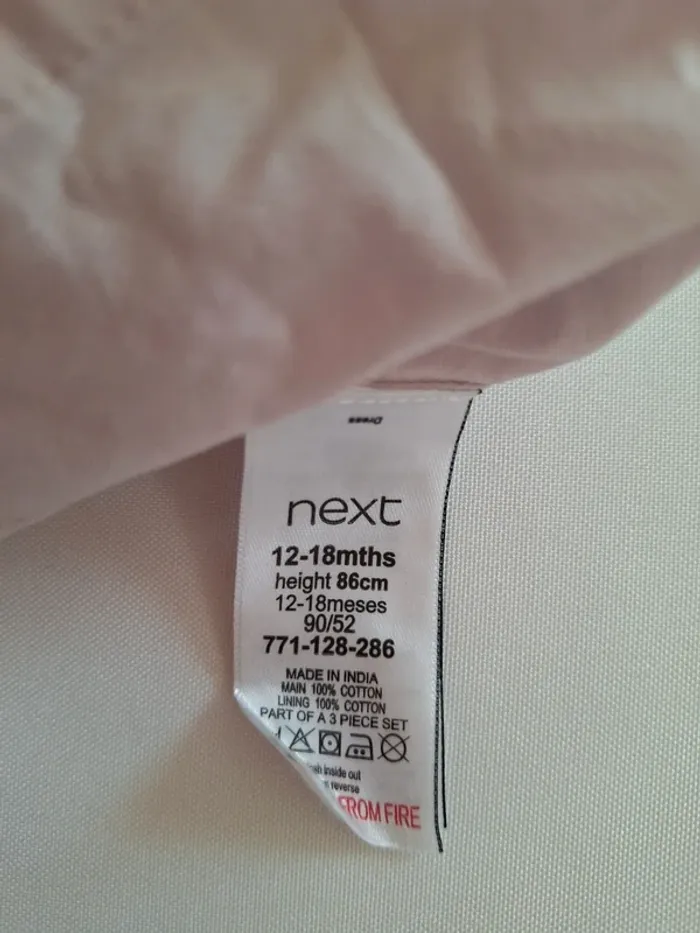 Dress
next
12-18mths
height 86cm
12-18meses
90/52
771-128-286
MADE IN INDIA
MAIN 100% COTTON
LINING 100% COTTON
PART OF A 3 PIECE SET
inside out
reverse
FROM FIRE